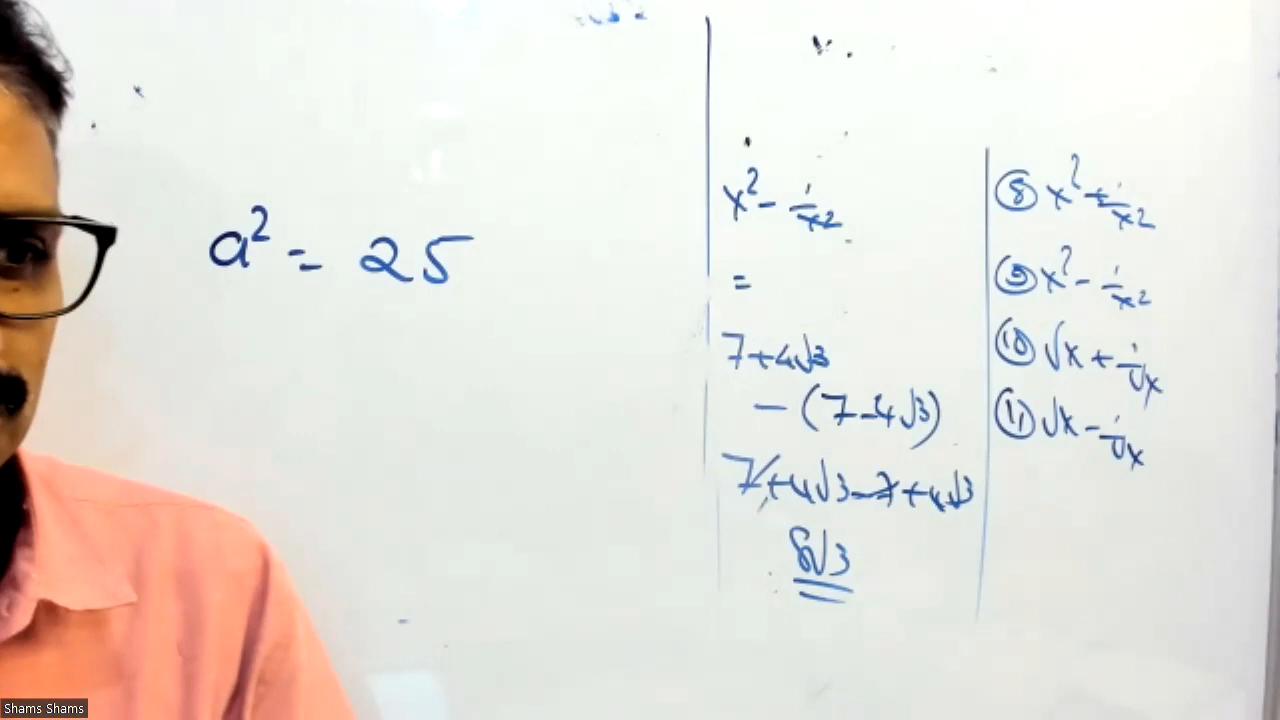 a² = 25
x² - 1/x²
=
7+4√3
- (7-4√3)
7+4√3-7+4√3
8√3
⑧ x² + 1/x²
⑨ x² - 1/x²
⑩ √x + 1/√x
⑪ √x - 1/√x
Shams Shams